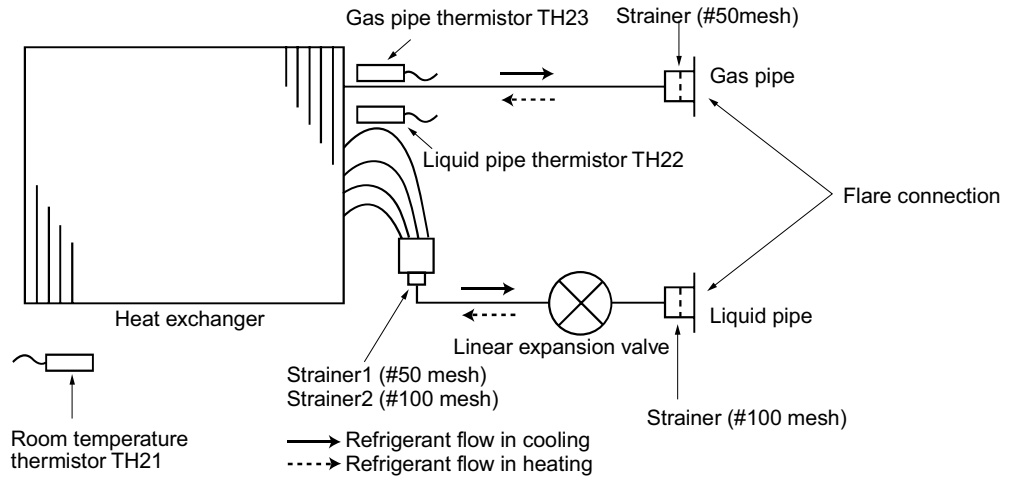 Gas pipe thermistor TH23
Strainer (#50mesh)
Gas pipe
Liquid pipe thermistor TH22
Flare connection
Heat exchanger
Liquid pipe
Linear expansion valve
Strainer1 (#50 mesh)
Strainer2 (#100 mesh)
Strainer (#100 mesh)
Room temperature
thermistor TH21
Refrigerant flow in cooling
Refrigerant flow in heating